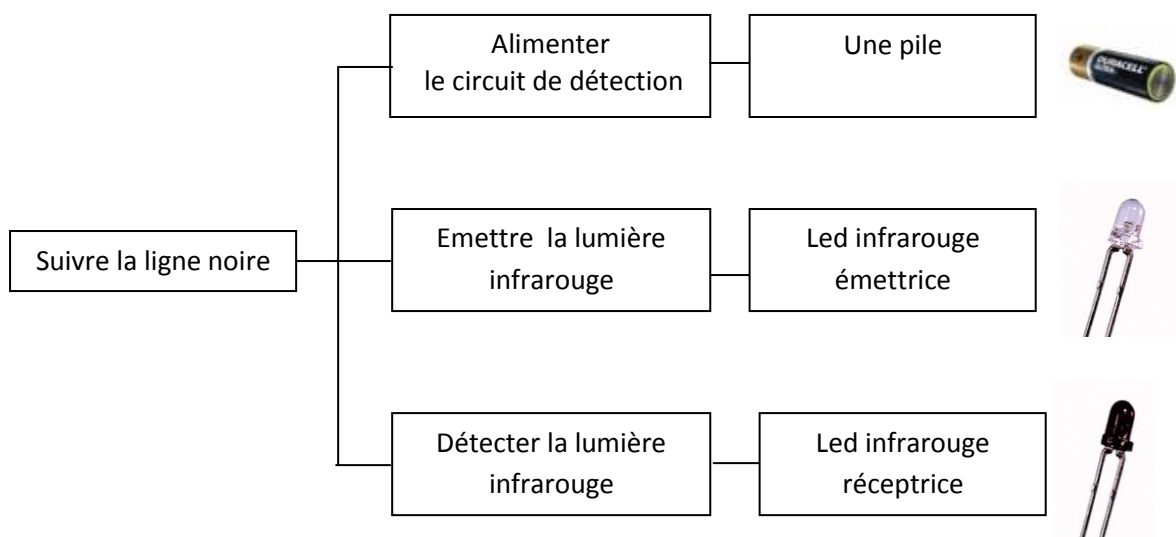 Alimenter
le circuit de détection
Une pile
DURACELL
Suivre la ligne noire
Emettre la lumière
infrarouge
Led infrarouge
émettrice
Détecter la lumière
infrarouge
Led infrarouge
réceptrice